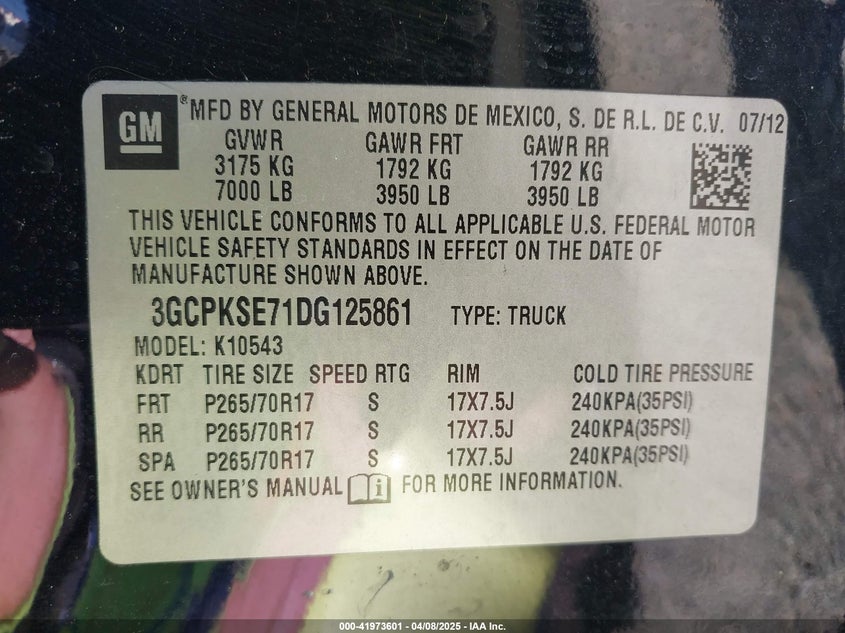 GM
®MFD BY GENERAL MOTORS DE MEXICO, S. DE R.L. DE C.V. 07/12
GVWR GAWR FRT GAWR RR
3175 KG 1792 KG 1792 KG
7000 LB 3950 LB 3950 LB
THIS VEHICLE CONFORMS TO ALL APPLICABLE U.S. FEDERAL MOTOR
VEHICLE SAFETY STANDARDS IN EFFECT ON THE DATE OF
MANUFACTURE SHOWN ABOVE.
3GCPKSE71DG125861 TYPE: TRUCK
MODEL: K10543
KDRT TIRE SIZE SPEED RTG RIM COLD TIRE PRESSURE
FRT P265/70R17 S 17X7.5J 240KPA(35PSI)
RR P265/70R17 S 17X7.5J 240KPA(35PSI)
SPA P265/70R17 S 17X7.5J 240KPA(35PSI)
SEE OWNER'S MANUAL i FOR MORE INFORMATION.
000-41973601 - 04/08/2025 - IAA Inc.